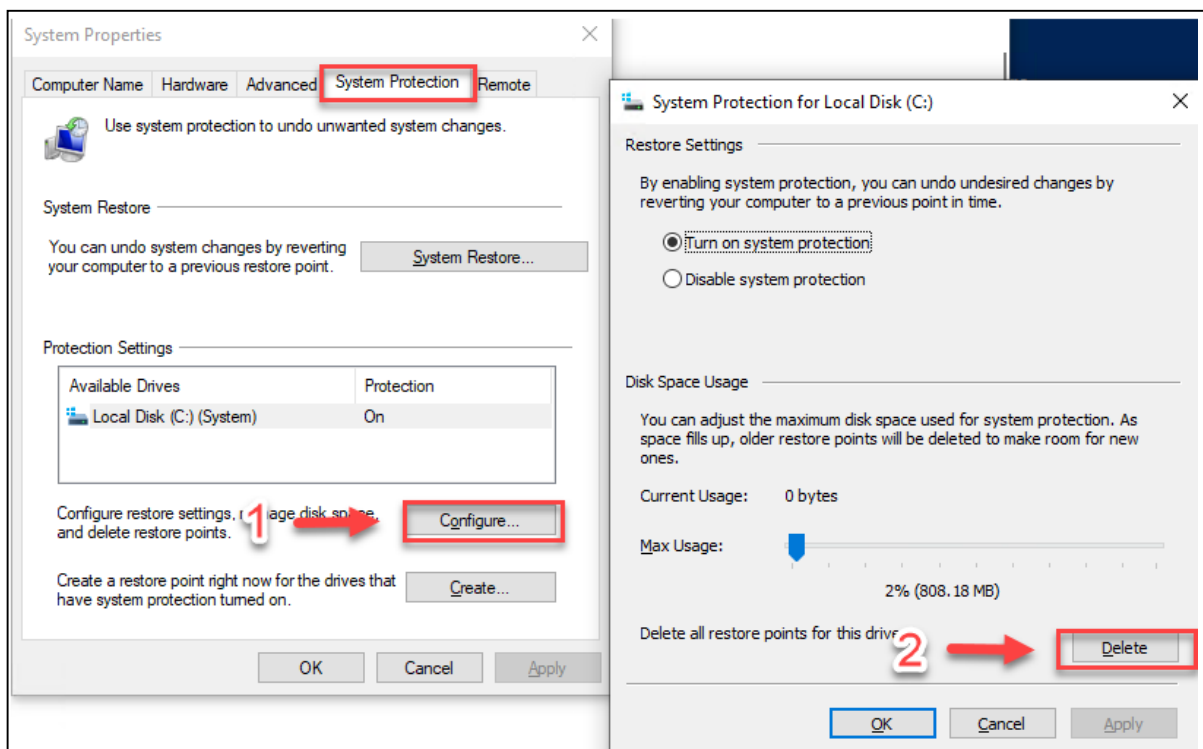 System Properties
Computer Name Hardware Advanced System Protection Remote
Use system protection to undo unwanted system changes.
System Restore
You can undo system changes by reverting
your computer to a previous restore point.
System Restore...
Protection Settings
Available Drives Protection
Local Disk (C:) (System) On
Configure restore settings, manage disk space,
and delete restore points.
1
Configure...
Create a restore point right now for the drives that
have system protection turned on.
Create...
OK Cancel Apply
System Protection for Local Disk (C:)
Restore Settings
By enabling system protection, you can undo undesired changes by
reverting your computer to a previous point in time.
Turn on system protection
Disable system protection
Disk Space Usage
You can adjust the maximum disk space used for system protection. As
space fills up, older restore points will be deleted to make room for new
ones.
Current Usage: 0 bytes
Max Usage:
2% (808.18 MB)
Delete all restore points for this drive
2
Delete
OK Cancel Apply